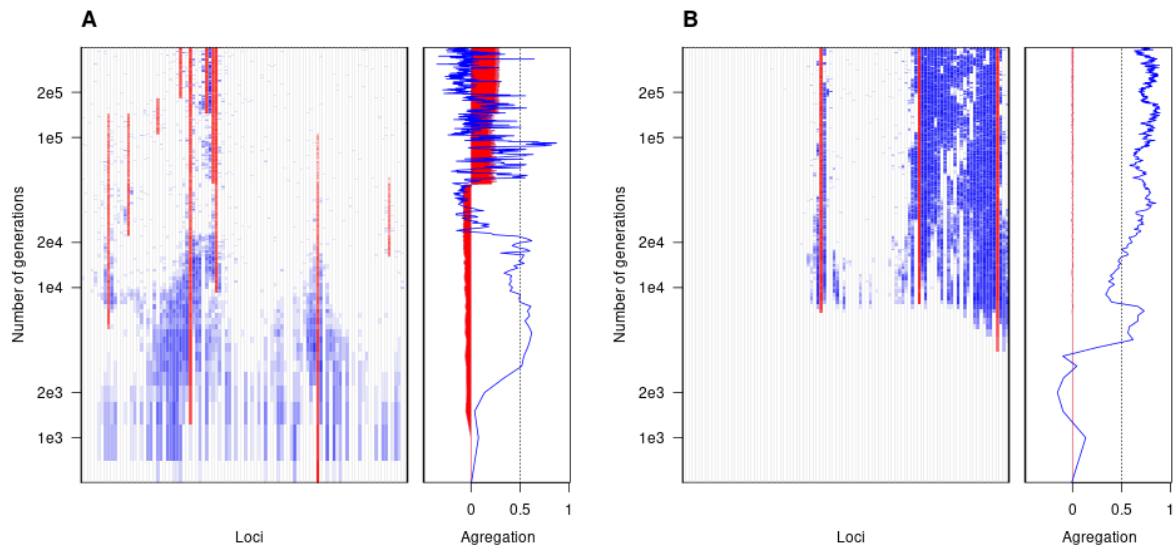 A
B
Number of generations
2e5
1e5
2e4
1e4
2e3
1e3
Loci
0
0.5
1
Agregation
Number of generations
2e5
1e5
2e4
1e4
2e3
1e3
Loci
0
0.5
1
Agregation